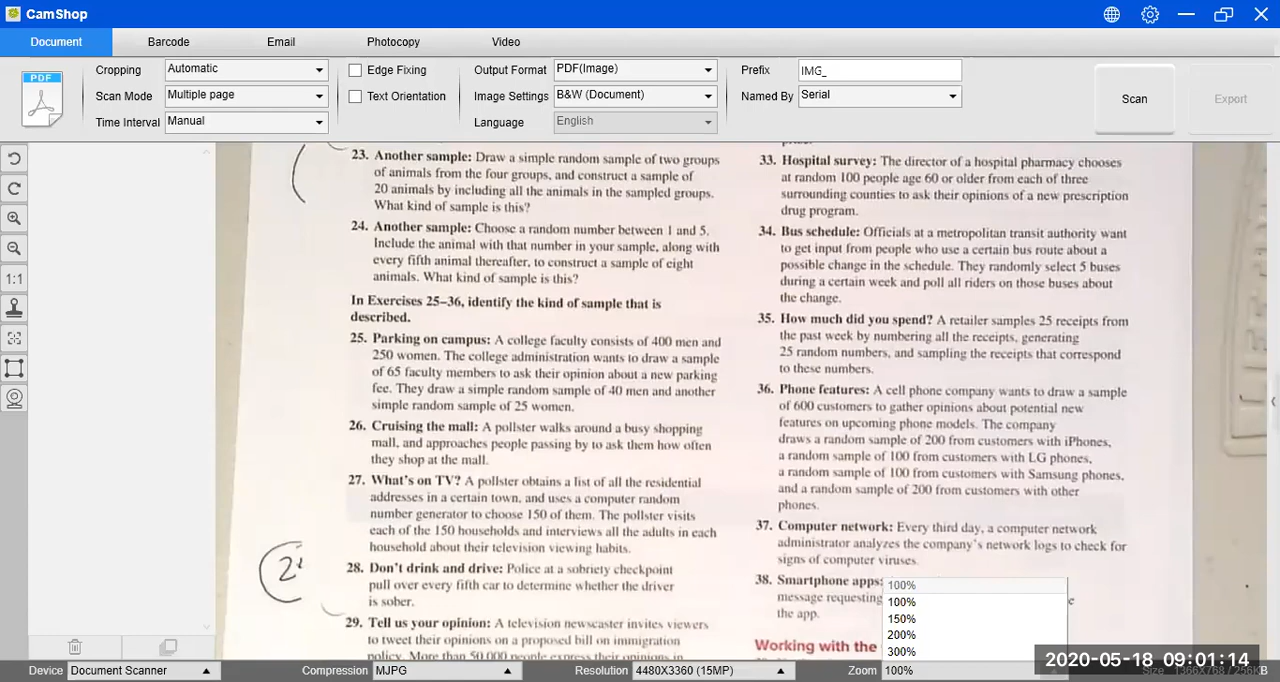 CamShop
Document Barcode Email Photocopy Video
PDF
Cropping Automatic
Scan Mode Multiple page
Time Interval Manual
Edge Fixing
Text Orientation
Output Format PDF(Image)
Image Settings B&W (Document)
Language English
Prefix IMG_
Named By Serial
Scan
Export
1:1
23. Another sample: Draw a simple random sample of two groups
of animals from the four groups, and construct a sample of
20 animals by including all the animals in the sampled groups.
What kind of sample is this?
24. Another sample: Choose a random number between 1 and 5.
Include the animal with that number in your sample, along with
every fifth animal thereafter, to construct a sample of eight
animals. What kind of sample is this?
In Exercises 25–36, identify the kind of sample that is
described.
25. Parking on campus: A college faculty consists of 400 men and
250 women. The college administration wants to draw a sample
of 65 faculty members to ask their opinion about a new parking
fee. They draw a simple random sample of 40 men and another
simple random sample of 25 women.
26. Cruising the mall: A pollster walks around a busy shopping
mall, and approaches people passing by to ask them how often
they shop at the mall.
27. What's on TV? A pollster obtains a list of all the residential
addresses in a certain town, and uses a computer random
number generator to choose 150 of them. The pollster visits
each of the 150 households and interviews all the adults in each
household about their television viewing habits.
28. Don't drink and drive: Police at a sobriety checkpoint
pull over every fifth car to determine whether the driver
is sober.
29. Tell us your opinion: A television newscaster invites viewers
to tweet their opinions on a proposed bill on immigration
policy. More than 50,000 people express their opinions in
33. Hospital survey: The director of a hospital pharmacy chooses
at random 100 people age 60 or older from each of three
surrounding counties to ask their opinions of a new prescription
drug program.
34. Bus schedule: Officials at a metropolitan transit authority want
to get input from people who use a certain bus route about a
possible change in the schedule. They randomly select 5 buses
during a certain week and poll all riders on those buses about
the change.
35. How much did you spend? A retailer samples 25 receipts from
the past week by numbering all the receipts, generating
25 random numbers, and sampling the receipts that correspond
to these numbers.
36. Phone features: A cell phone company wants to draw a sample
of 600 customers to gather opinions about potential new
features on upcoming phone models. The company
draws a random sample of 200 from customers with iPhones,
a random sample of 100 from customers with LG phones,
a random sample of 100 from customers with Samsung phones,
and a random sample of 200 from customers with other
phones.
37. Computer network: Every third day, a computer network
administrator analyzes the company's network logs to check for
signs of computer viruses.
38. Smartphone apps:
message requesting
the app.
Working with the
100%
100%
150%
200%
300%
Device Document Scanner
Compression MJPG
Resolution 4480X3360 (15MP)
Zoom 100%
2020-05-18 09:01:14